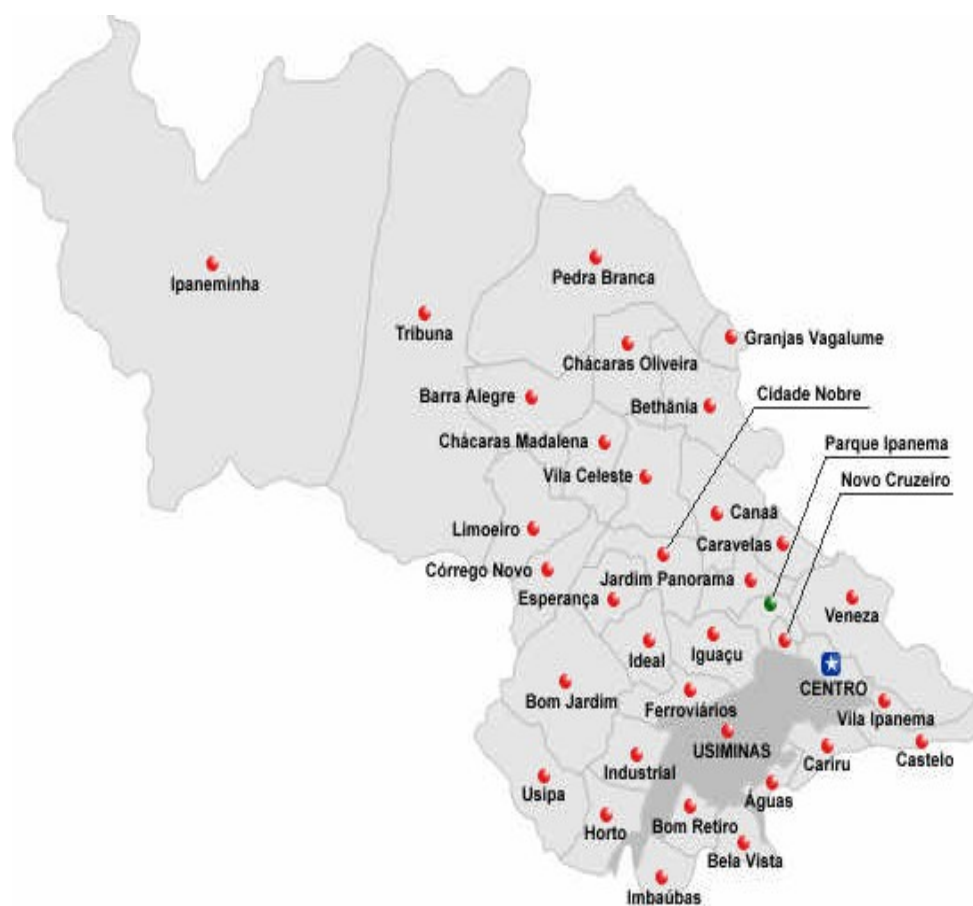 Ipaneminha
Pedra Branca
Tribuna
Granjas Vagalume
Chácaras Oliveira
Cidade Nobre
Barra Alegre
Bethânia
Chácaras Madalena
Parque Ipanema
Vila Celeste
Novo Cruzeiro
Canaã
Limoeiro
Caravelas
Córrego Novo
Jardim Panorama
Esperança
Veneza
Ideal
Iguaçu
CENTRO
Bom Jardim
Ferroviários
Vila Ipanema
USIMINAS
Cariru
Castelo
Industrial
Usipa
Águas
Horto
Bom Retiro
Bela Vista
Imbaúbas